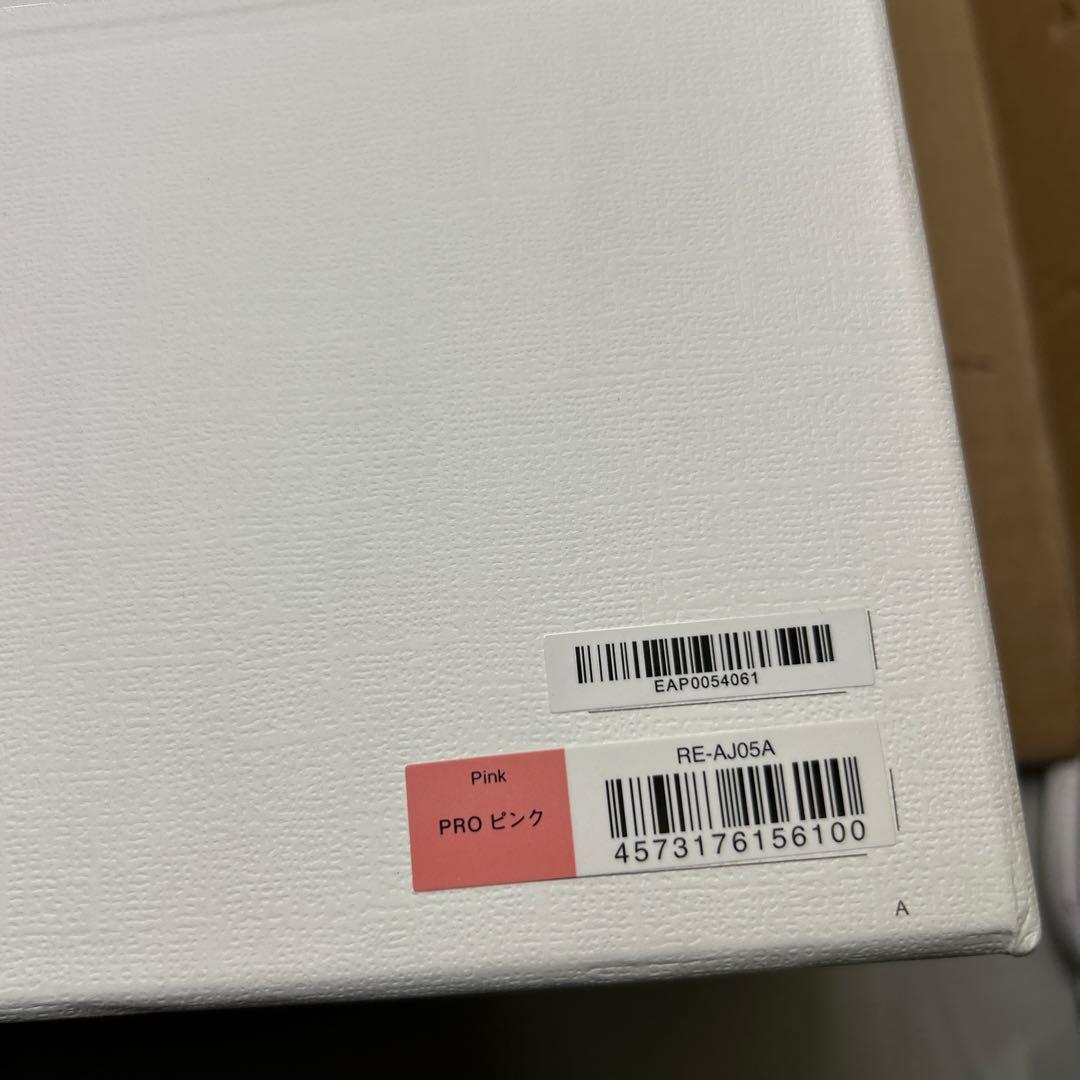 EAP0054061
Pink
PRO ピンク
RE-AJ05A
4573176156100
A